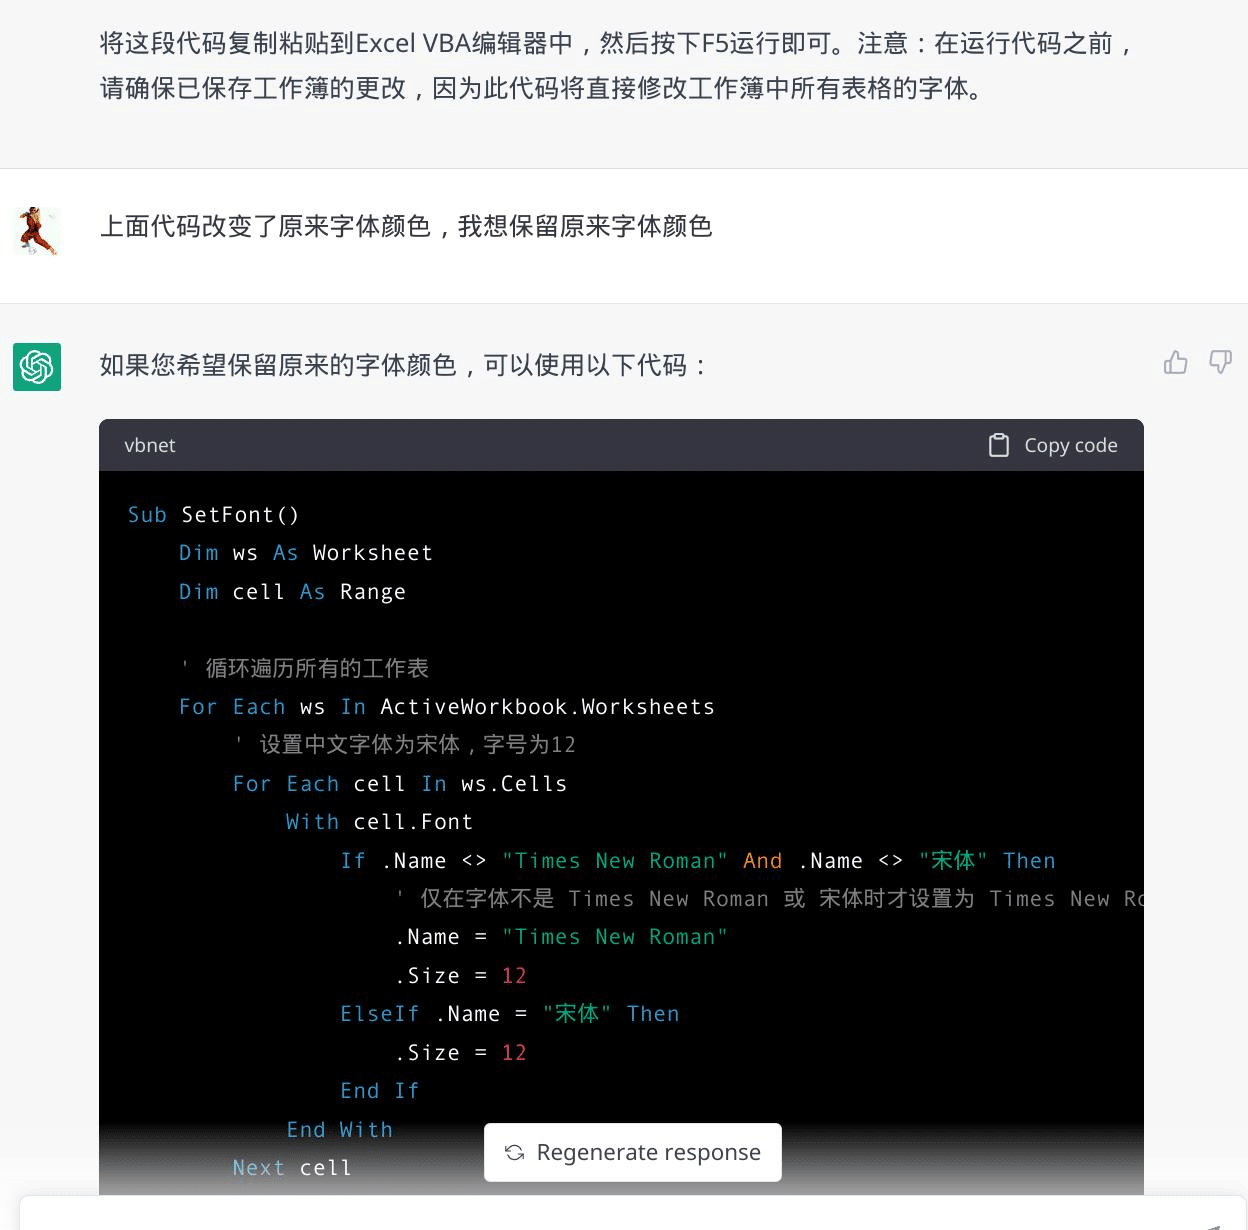 将这段代码复制粘贴到Excel VBA编辑器中，然后按下F5运行即可。注意：在运行代码之前，
请确保已保存工作簿的更改，因为此代码将直接修改工作簿中所有表格的字体。
上面代码改变了原来字体颜色，我想保留原来字体颜色
如果您希望保留原来的字体颜色，可以使用以下代码：
vbnet Copy code
Sub SetFont()
Dim ws As Worksheet
Dim cell As Range
' 循环遍历所有的工作表
For Each ws In ActiveWorkbook.Worksheets
' 设置中文字体为宋体，字号为12
For Each cell In ws.Cells
With cell.Font
If .Name <> "Times New Roman" And .Name <> "宋体" Then
' 仅在字体不是 Times New Roman 或 宋体时才设置为 Times New
.Name = "Times New Roman"
.Size = 12
ElseIf .Name = "宋体" Then
.Size = 12
End If
End With
Next cell
Regenerate response